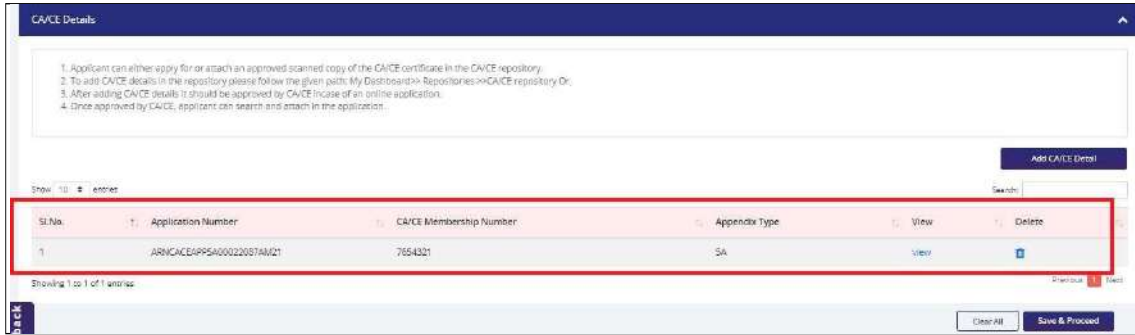 CA/CE Details
1. Applicant can either apply for or attach an approved scanned copy of the CA/CE certificate in the CA/CE repository.
2. To add CA/CE details in the repository please follow the given path: My Dashboard>> Repositories >>CA/CE repository Or,
3. After adding CA/CE details it should be approved by CA/CE incase of an online application.
4. Once approved by CA/CE, applicant can search and attach in the application.
Add CA/CE Detail
Show 10 entries
Search:
Sl.No. Application Number CA/CE Membership Number Appendix Type View Delete
1 7654321 5A View
Showing 1 to 1 of 1 entries
Previous 1 Next
back
Clear All Save & Proceed